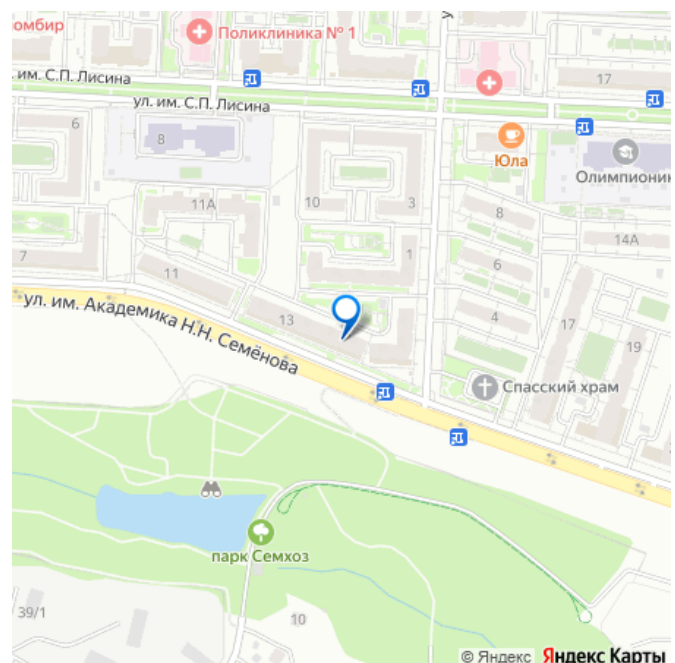 омбир
Поликлиника № 1
17
. им. С.П. Лисина
ул. им. С.П. Лисина
Юла
Олимпионик
6
8
11А
10
3
8
14А
7
11
1
6
ул. им. Академика Н.Н. Семёнова
13
4
17
19
Спасский храм
парк Семхоз
39/1
10
© Яндекс Яндекс Карты